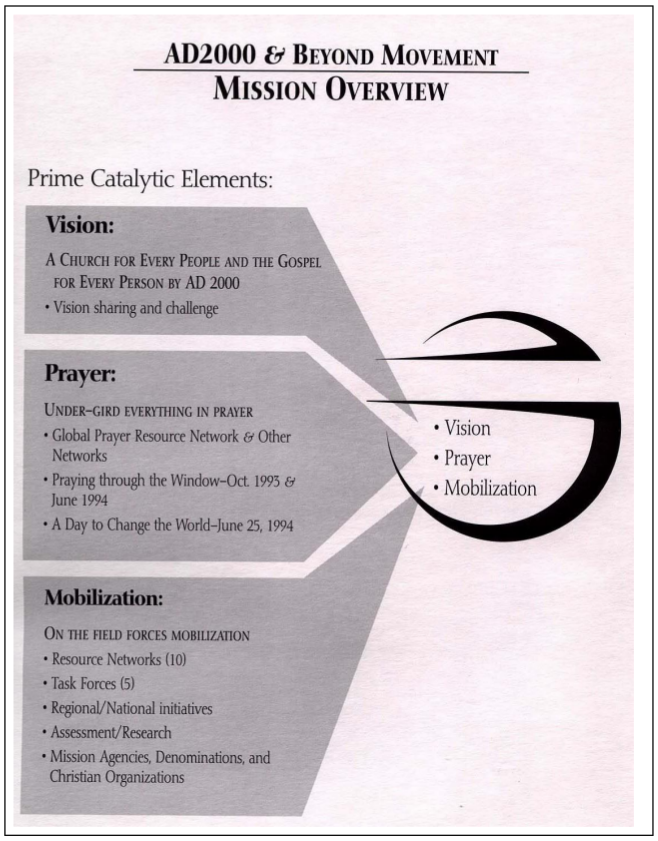 AD2000 & BEYOND MOVEMENT
MISSION OVERVIEW
Prime Catalytic Elements:
Vision:
A CHURCH FOR EVERY PEOPLE AND THE GOSPEL
FOR EVERY PERSON BY AD 2000
• Vision sharing and challenge
Prayer:
UNDER-GIRD EVERYTHING IN PRAYER
• Global Prayer Resource Network & Other
Networks
• Praying through the Window–Oct. 1993 &
June 1994
• A Day to Change the World–June 25, 1994
Mobilization:
ON THE FIELD FORCES MOBILIZATION
• Resource Networks (10)
• Task Forces (5)
• Regional/National initiatives
• Assessment/Research
• Mission Agencies, Denominations, and
Christian Organizations
• Vision
• Prayer
• Mobilization